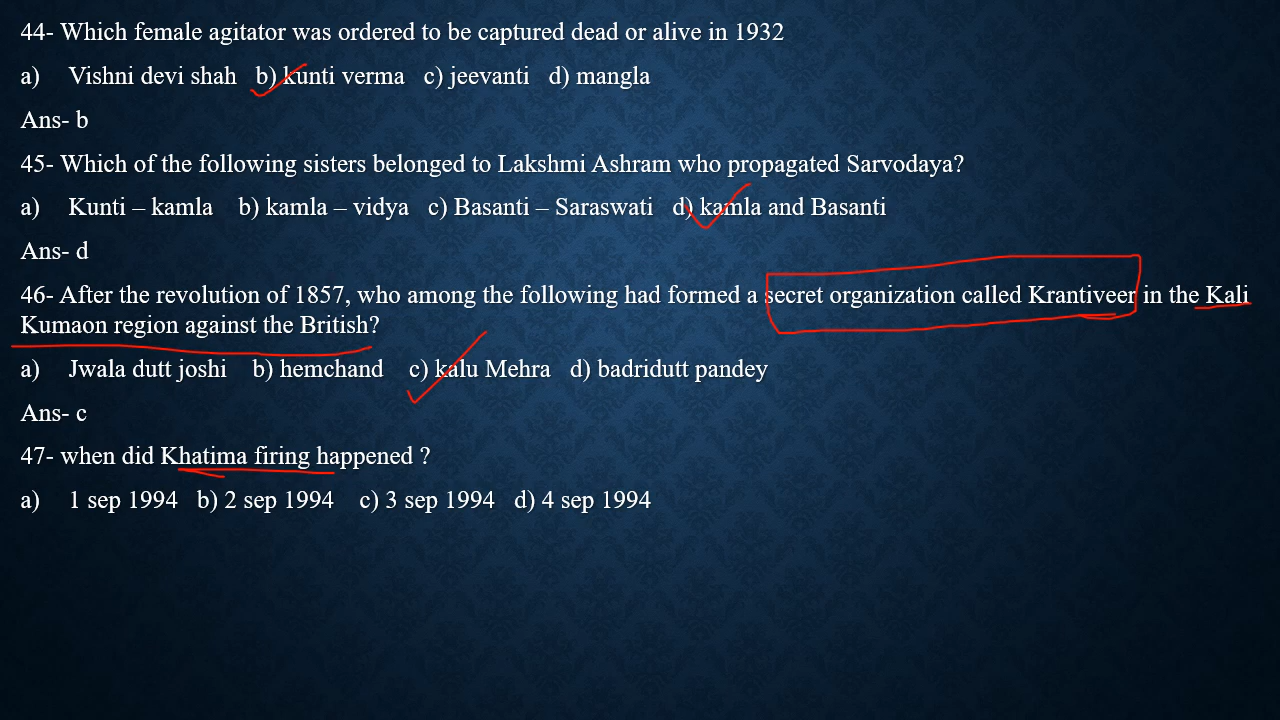 44- Which female agitator was ordered to be captured dead or alive in 1932
a) Vishni devi shah b) kunti verma c) jeevanti d) mangla
Ans- b
45- Which of the following sisters belonged to Lakshmi Ashram who propagated Sarvodaya?
a) Kunti – kamla b) kamla – vidya c) Basanti – Saraswati d) kamla and Basanti
Ans- d
46- After the revolution of 1857, who among the following had formed a secret organization called Krantiveer in the Kali
Kumaon region against the British?
a) Jwala dutt joshi b) hemchand c) kalu Mehra d) badridutt pandey
Ans- c
47- when did Khatima firing happened ?
a) 1 sep 1994 b) 2 sep 1994 c) 3 sep 1994 d) 4 sep 1994